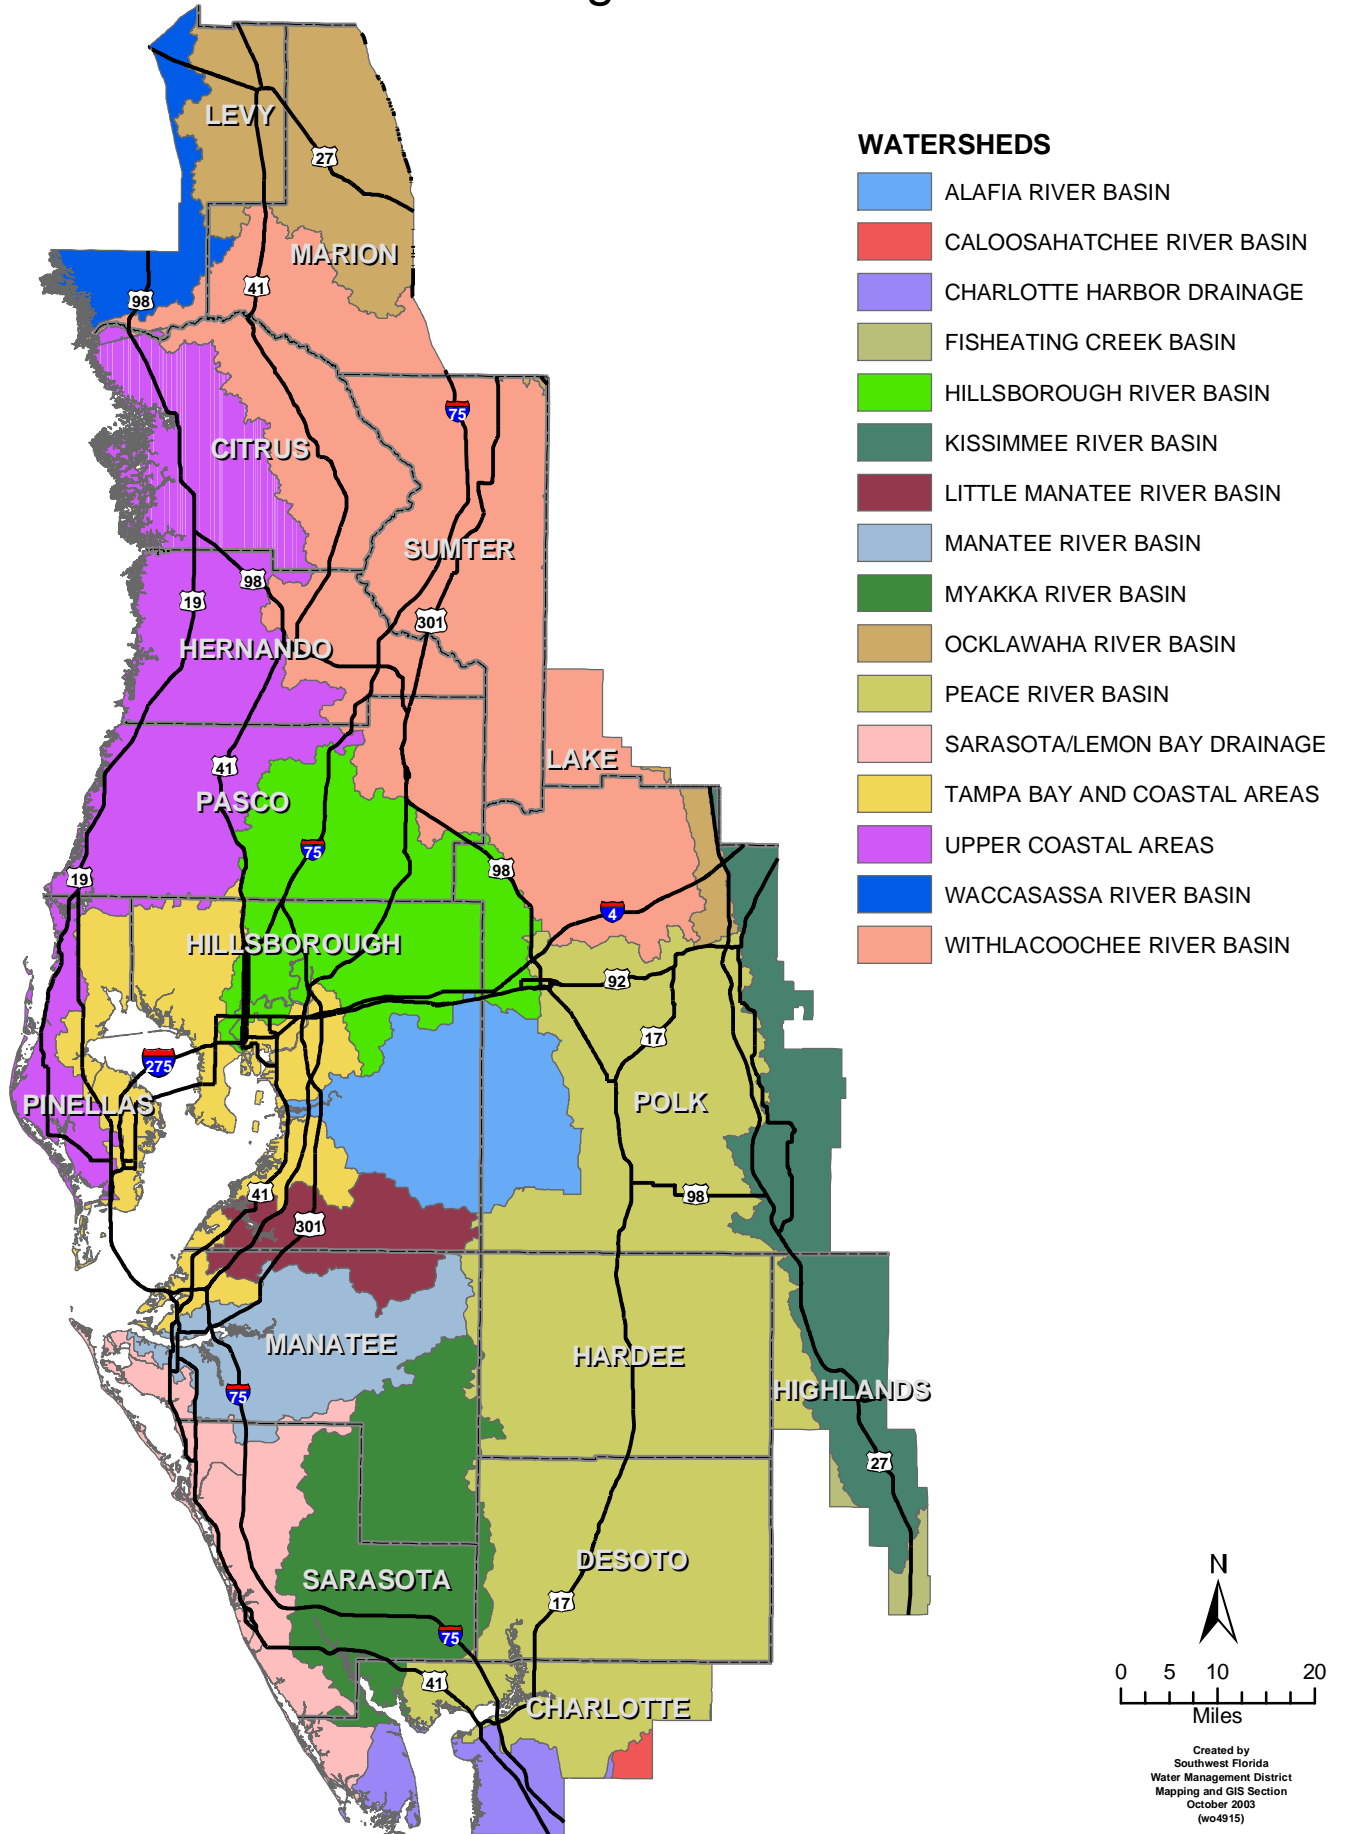 g
LEVY
27
MARION
41
98
75
CITRUS
SUMTER
98
19
301
HERNANDO
LAKE
41
PASCO
75
98
19
4
HILLSBOROUGH
92
17
275
PINELLAS
POLK
41
98
301
MANATEE
HARDEE
75
HIGHLANDS
27
DESOTO
SARASOTA
17
75
41
CHARLOTTE
WATERSHEDS
ALAFIA RIVER BASIN
CALOOSAHATCHEE RIVER BASIN
CHARLOTTE HARBOR DRAINAGE
FISHEATING CREEK BASIN
HILLSBOROUGH RIVER BASIN
KISSIMMEE RIVER BASIN
LITTLE MANATEE RIVER BASIN
MANATEE RIVER BASIN
MYAKKA RIVER BASIN
OCKLAWAHA RIVER BASIN
PEACE RIVER BASIN
SARASOTA/LEMON BAY DRAINAGE
TAMPA BAY AND COASTAL AREAS
UPPER COASTAL AREAS
WACCASASSA RIVER BASIN
WITHLACOOCHEE RIVER BASIN
N
0 5 10 20
Miles
Created by
Southwest Florida
Water Management District
Mapping and GIS Section
October 2003
(wo4915)